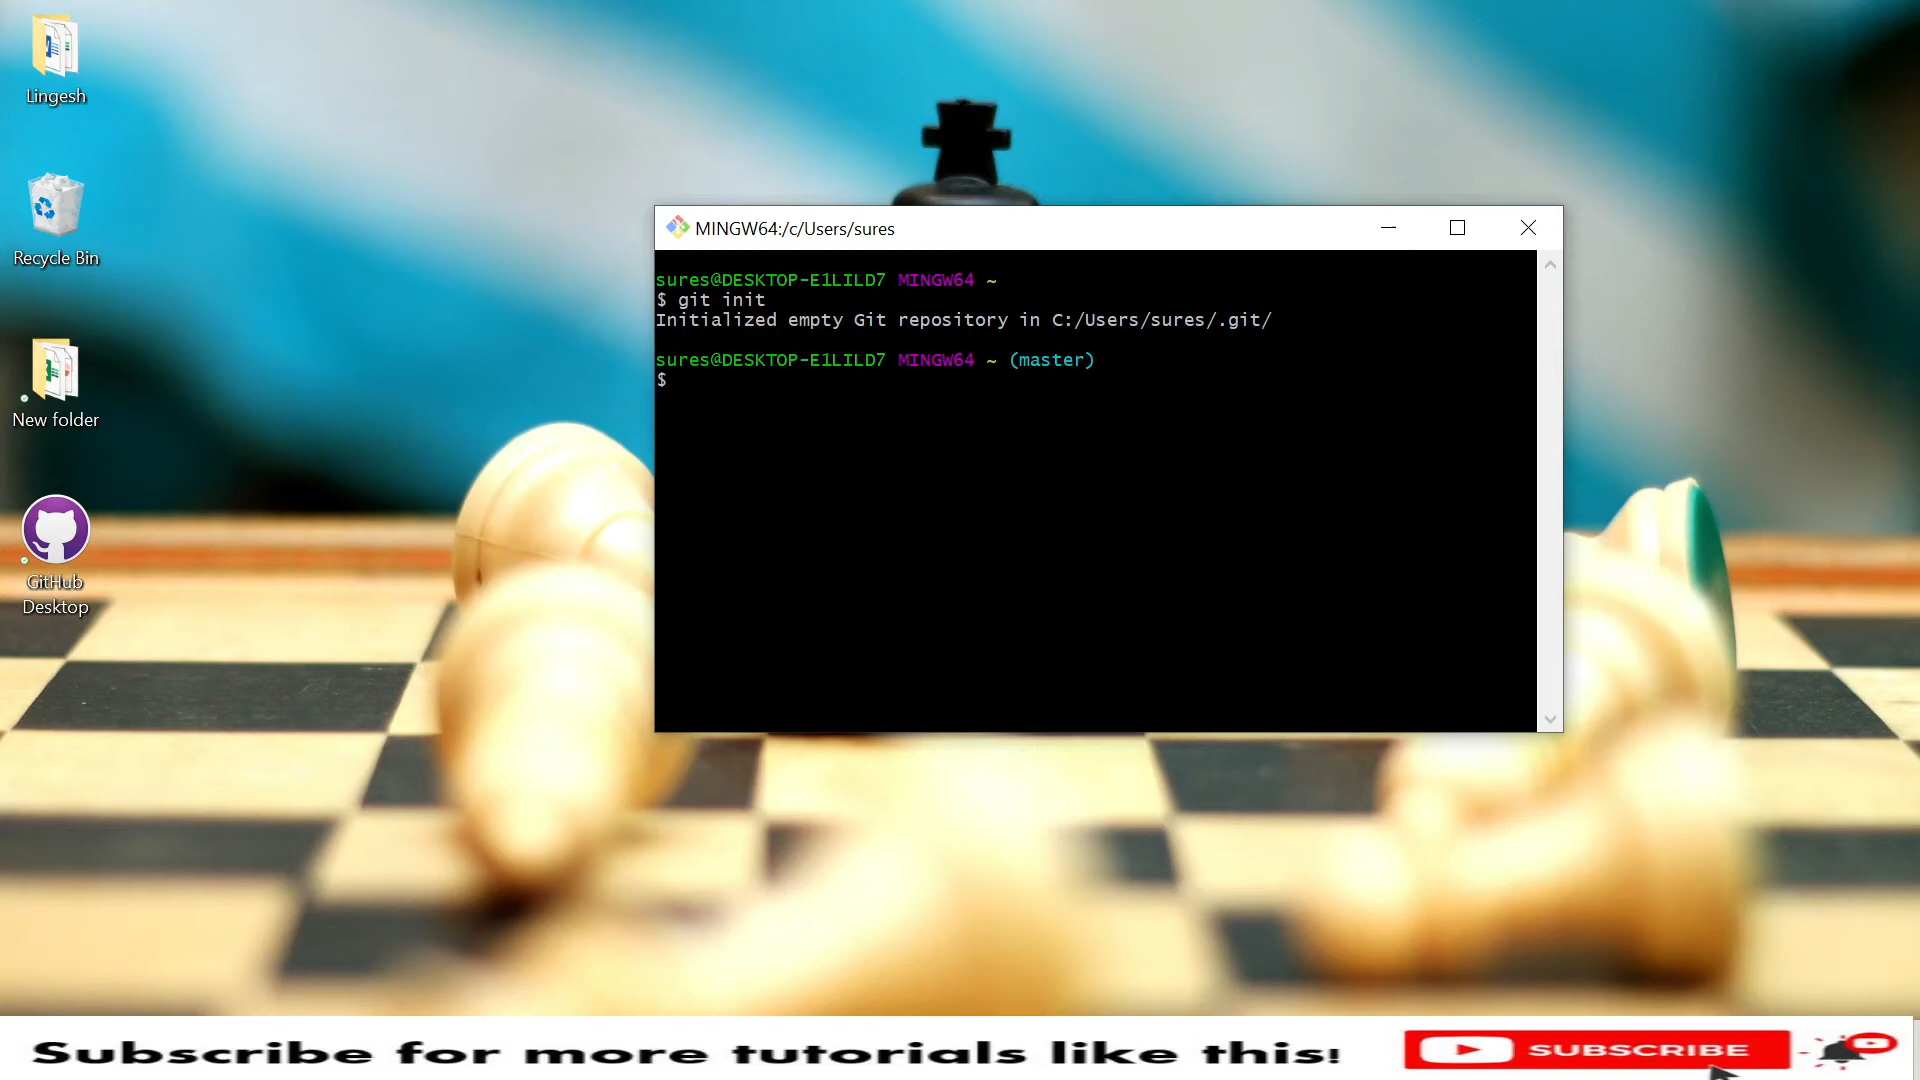 Lingesh
Recycle Bin
New folder
GitHub
Desktop
MINGW64:/c/Users/sures
sures@DESKTOP-E1LILD7 MINGW64 ~
$ git init
Initialized empty Git repository in C:/Users/sures/.git/
sures@DESKTOP-E1LILD7 MINGW64 ~ (master)
$
Subscribe for more tutorials like this!
SUBSCRIBE